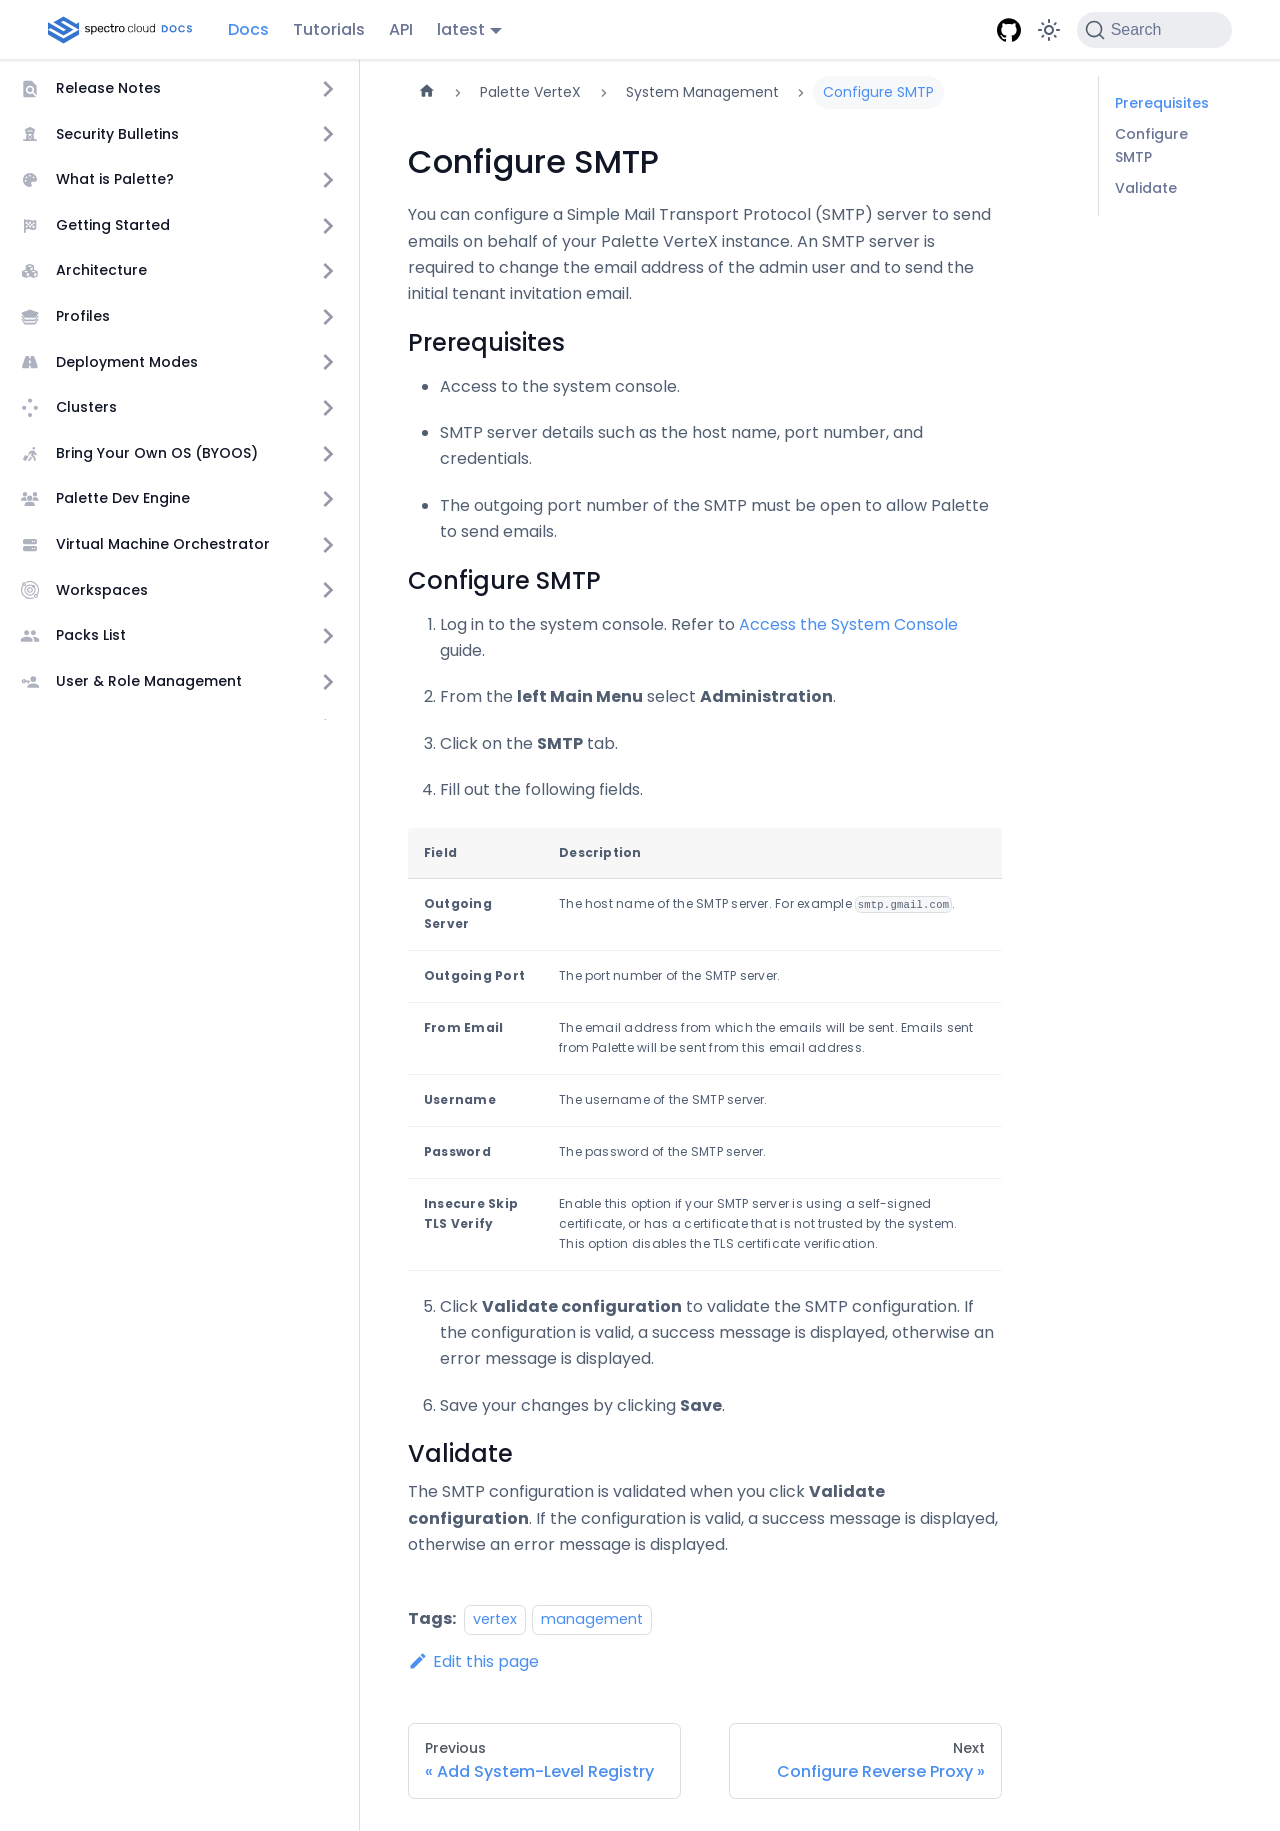 spectro cloud DOCS
Docs
Tutorials
API
latest
Search
Release Notes
Security Bulletins
What is Palette?
Getting Started
Architecture
Profiles
Deployment Modes
Clusters
Bring Your Own OS (BYOOS)
Palette Dev Engine
Virtual Machine Orchestrator
Workspaces
Packs List
User & Role Management
Palette VerteX
System Management
Configure SMTP
Configure SMTP
You can configure a Simple Mail Transport Protocol (SMTP) server to send
emails on behalf of your Palette VerteX instance. An SMTP server is
required to change the email address of the admin user and to send the
initial tenant invitation email.
Prerequisites
• Access to the system console.
• SMTP server details such as the host name, port number, and
credentials.
• The outgoing port number of the SMTP must be open to allow Palette
to send emails.
Configure SMTP
1. Log in to the system console. Refer to Access the System Console
guide.
2. From the left Main Menu select Administration.
3. Click on the SMTP tab.
4. Fill out the following fields.
Field Description
Outgoing The host name of the SMTP server. For example smtp.gmail.com.
Server
Outgoing Port The port number of the SMTP server.
From Email The email address from which the emails will be sent. Emails sent
from Palette will be sent from this email address.
Username The username of the SMTP server.
Password The password of the SMTP server.
Insecure Skip Enable this option if your SMTP server is using a self-signed
TLS Verify certificate, or has a certificate that is not trusted by the system.
This option disables the TLS certificate verification.
5. Click Validate configuration to validate the SMTP configuration. If
the configuration is valid, a success message is displayed, otherwise an
error message is displayed.
6. Save your changes by clicking Save.
Validate
The SMTP configuration is validated when you click Validate
configuration. If the configuration is valid, a success message is displayed,
otherwise an error message is displayed.
Tags: vertex management
Edit this page
Previous
« Add System-Level Registry
Next
Configure Reverse Proxy »
Prerequisites
Configure
SMTP
Validate